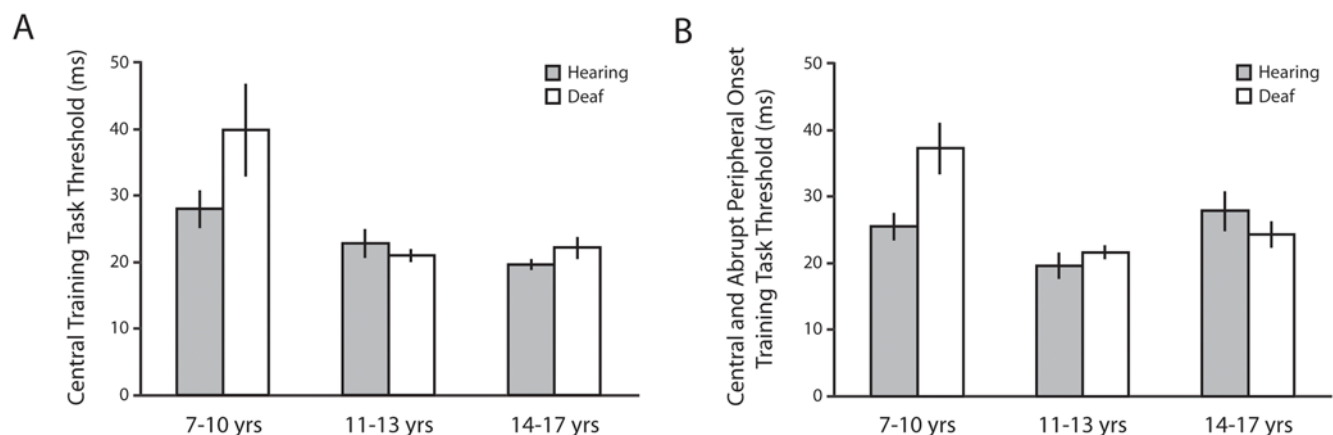 A
Central Training Task Threshold (ms)
50
40
30
20
10
0
Hearing
Deaf
7-10 yrs
11-13 yrs
14-17 yrs
B
Central and Abrupt Peripheral Onset
Training Task Threshold (ms)
50
40
30
20
10
0
Hearing
Deaf
7-10 yrs
11-13 yrs
14-17 yrs